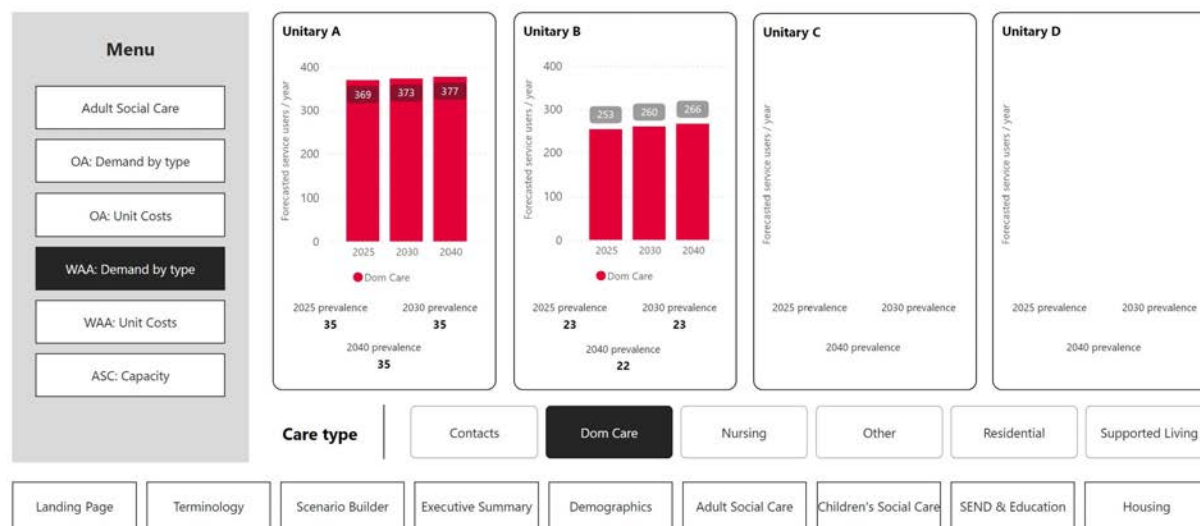 Menu
Adult Social Care
OA: Demand by type
OA: Unit Costs
WAA: Demand by type
WAA: Unit Costs
ASC: Capacity
Unitary A
Forecasted service users / year
400
300
200
100
0
369 373 377
2025 2030 2040
Dom Care
2025 prevalence 2030 prevalence
35 35
2040 prevalence
35
Unitary B
Forecasted service users / year
400
300
200
100
0
253 260 266
2025 2030 2040
Dom Care
2025 prevalence 2030 prevalence
23 23
2040 prevalence
22
Unitary C
Forecasted service users / year
2025 prevalence 2030 prevalence
2040 prevalence
Unitary D
Forecasted service users / year
2025 prevalence 2030 prevalence
2040 prevalence
Care type
Contacts
Dom Care
Nursing
Other
Residential
Supported Living
Landing Page
Terminology
Scenario Builder
Executive Summary
Demographics
Adult Social Care
Children's Social Care
SEND & Education
Housing